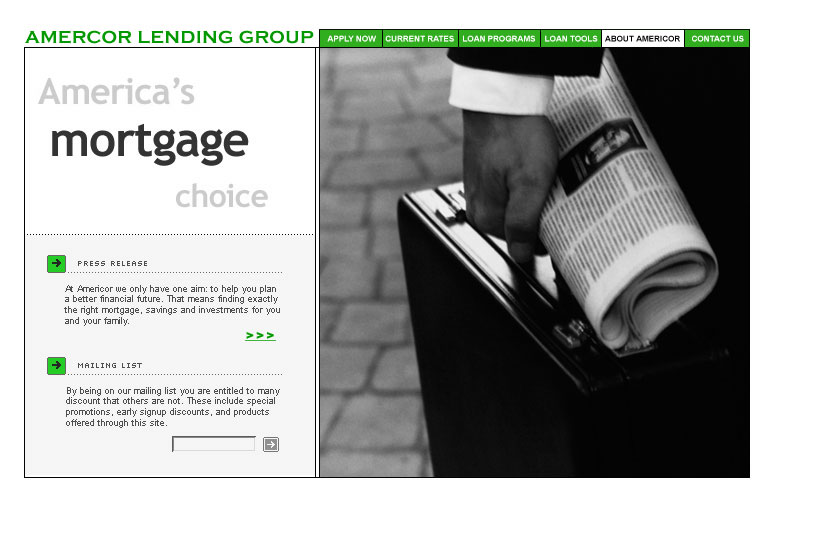 AMERCOR LENDING GROUP
APPLY NOW CURRENT RATES LOAN PROGRAMS LOAN TOOLS ABOUT AMERICOR CONTACT US
America's
mortgage
choice
PRESS RELEASE
At Americor we only have one aim: to help you plan
a better financial future. That means finding exactly
the right mortgage, savings and investments for you
and your family.
>>>
MAILING LIST
By being on our mailing list you are entitled to many
discount that others are not. These include special
promotions, early signup discounts, and products
offered through this site.